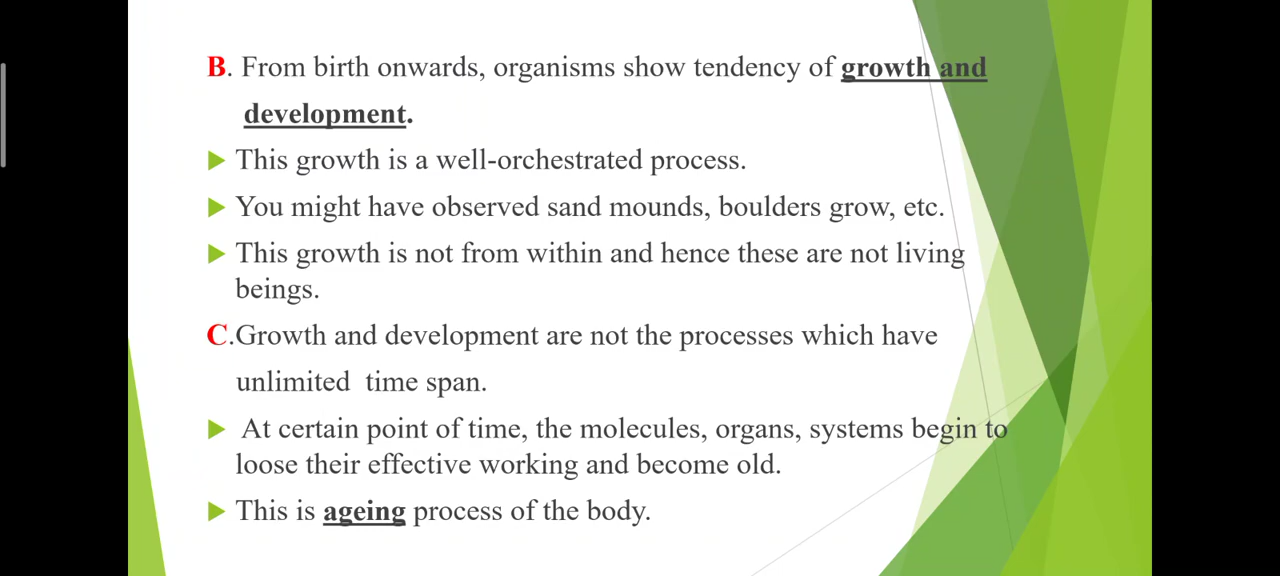 B. From birth onwards, organisms show tendency of growth and
development.
This growth is a well-orchestrated process.
You might have observed sand mounds, boulders grow, etc.
This growth is not from within and hence these are not living
beings.
C.Growth and development are not the processes which have
unlimited time span.
At certain point of time, the molecules, organs, systems begin to
loose their effective working and become old.
This is ageing process of the body.